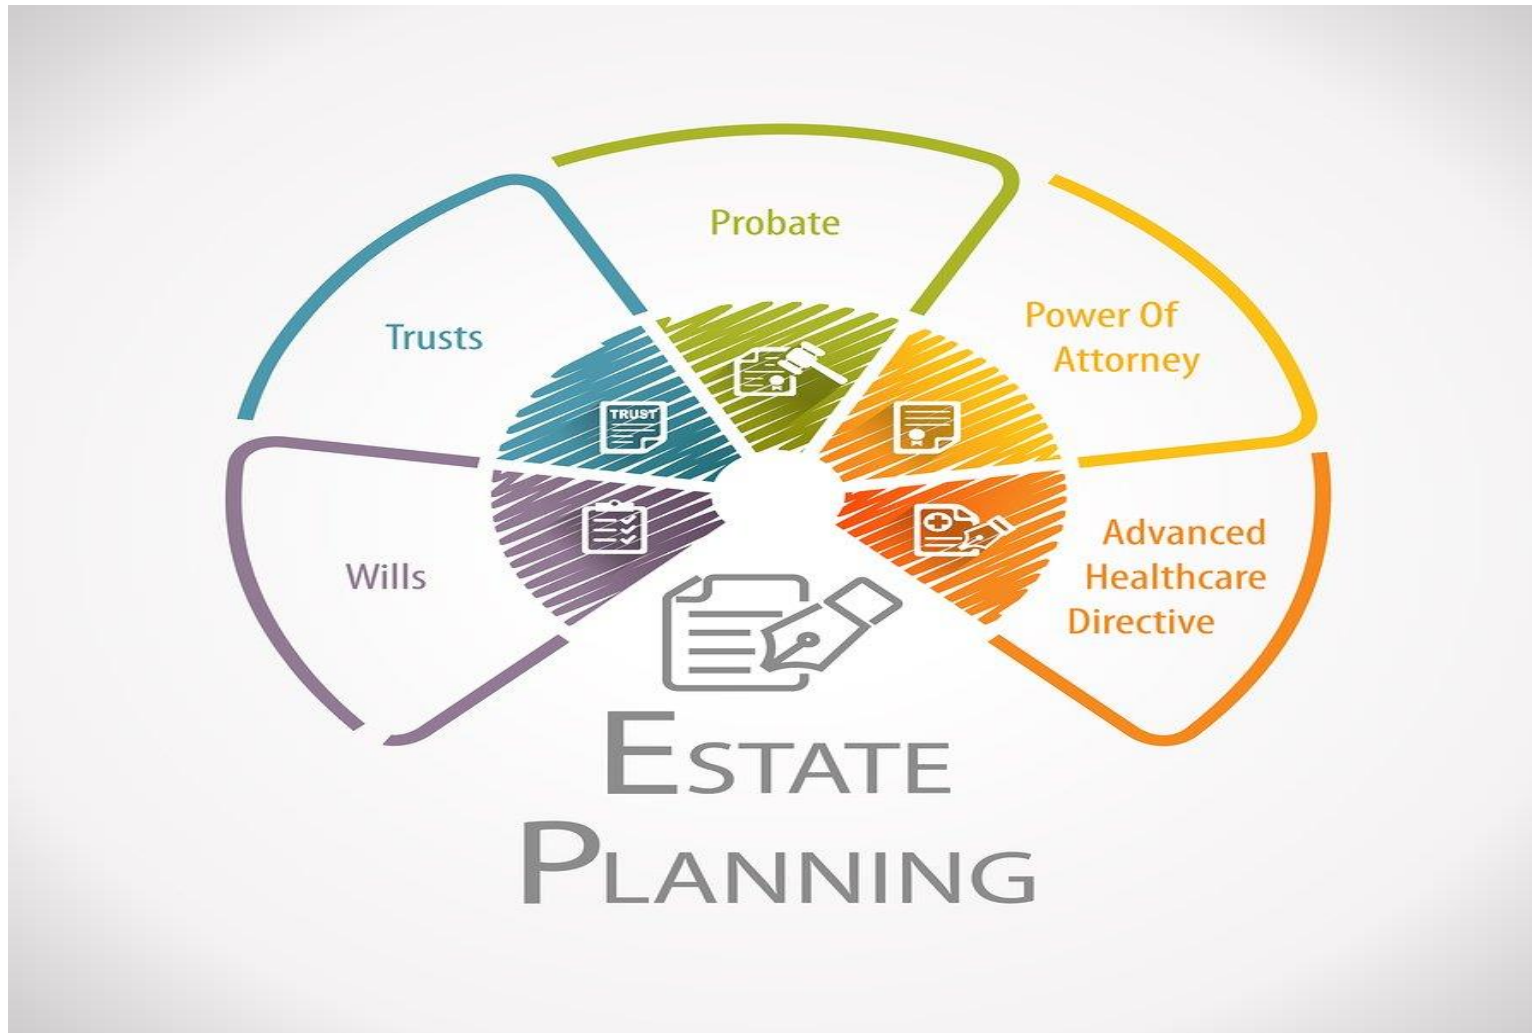 Probate
Trusts
TRUST
Power Of
Attorney
Wills
Advanced
Healthcare
Directive
ESTATE
PLANNING